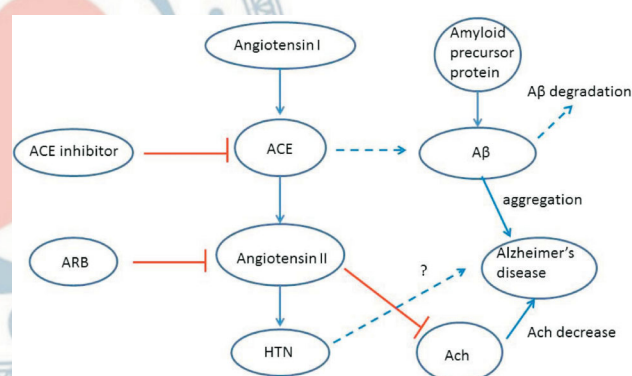 Angiotensin I
Amyloid
precursor
protein
Aβ degradation
ACE inhibitor
ACE
Aβ
aggregation
ARB
Angiotensin II
?
Alzheimer's
disease
HTN
Ach
Ach decrease